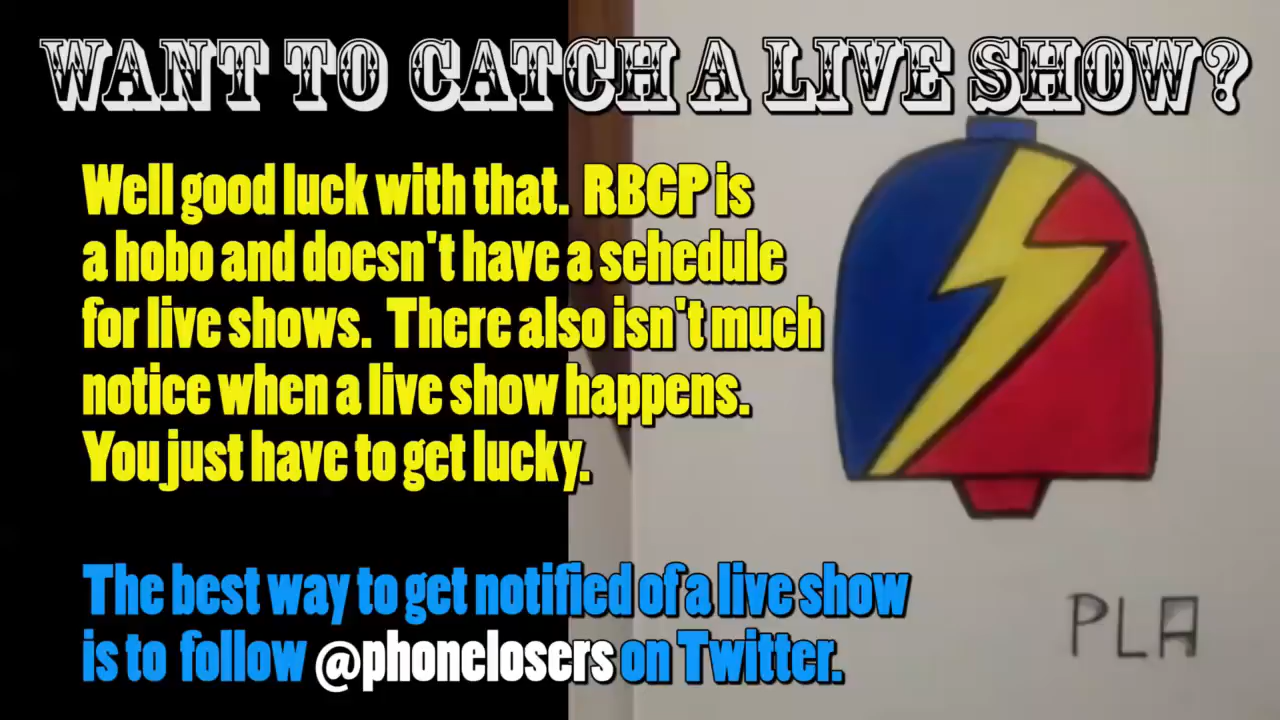 WANT TO CATCH A LIVE SHOW?
Well good luck with that. RBCP is
a hobo and doesn't have a schedule
for live shows. There also isn't much
notice when a live show happens.
You just have to get lucky.
The best way to get notified of a live show
is to follow @phonelosers on Twitter.
PLA